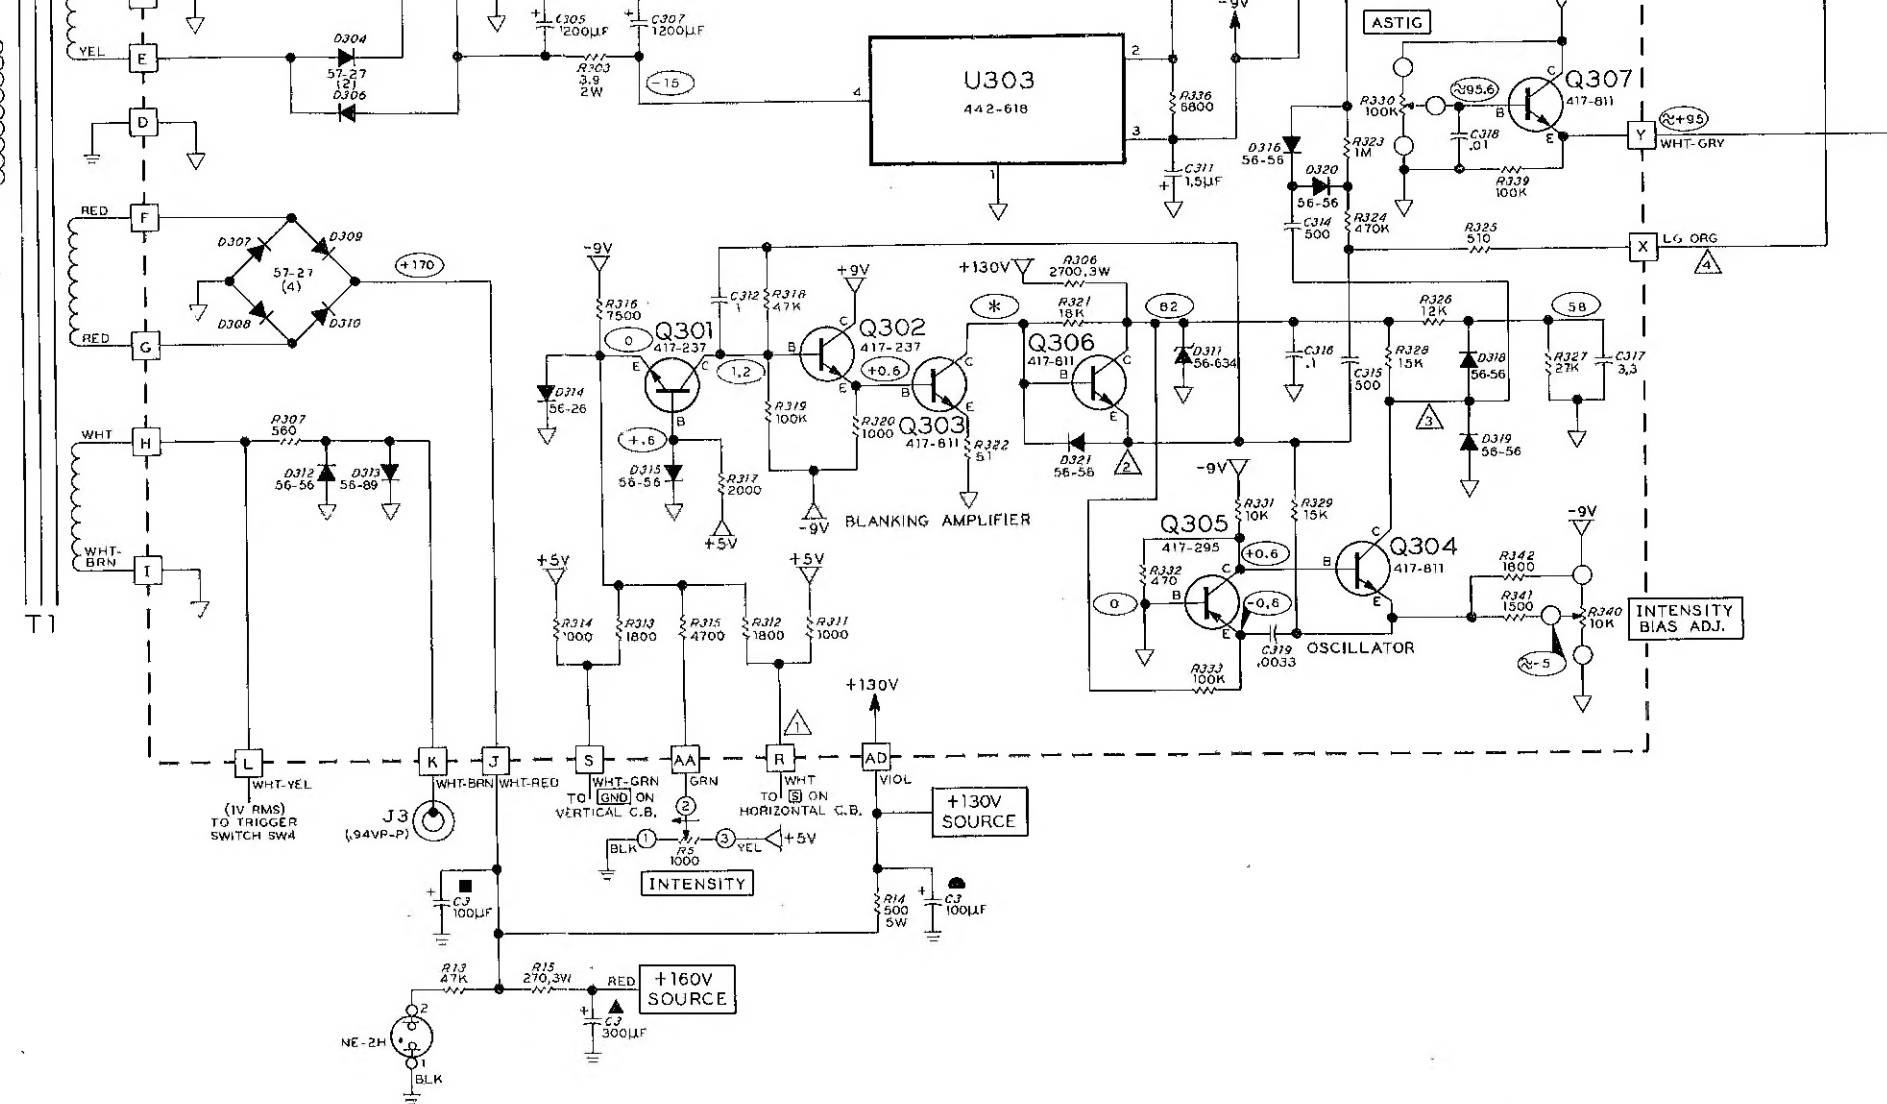 YEL
E
D304
57-27
(2)
D306
+
C305
1200µF
R303
3.9
2W
+
C307
1200µF
-15
4
U303
442-618
2
3
1
-9V
R336
6800
+
C311
1,5µF
ASTIG
R330
100K
≈95.6
B
C
E
Q307
417-811
C318
.01
R339
100K
Y
≈+95
WHT-GRY
D316
56-56
R323
1M
D320
56-56
C314
500
R324
470K
R325
510
X
LG ORG
4
D
RED
F
D307
D309
57-27
(4)
D308
D310
+170
RED
G
-9V
R316
7500
0
Q301
417-237
E
C
B
D314
56-26
+.6
D315
56-56
R317
2000
+5V
C312
.1
R318
47K
1.2
R319
100K
+9V
Q302
417-237
B
C
E
+0.6
R320
1000
-9V
Q303
417-811
B
C
E
R322
51
BLANKING AMPLIFIER
+130V
R306
2700,3W
*
R321
18K
82
Q306
417-811
B
C
E
D321
56-56
2
D311
56-634
C316
.1
C315
500
R328
15K
R326
12K
58
D318
56-56
R327
27K
C317
3,3
3
D319
56-56
-9V
R331
10K
R329
15K
Q305
417-295
R332
470
0
B
C
E
+0.6
-0,6
C319
.0033
R333
100K
OSCILLATOR
Q304
417-811
B
C
E
R342
1800
R341
1500
≈-5
-9V
R340
10K
INTENSITY
BIAS ADJ.
WHT
H
R307
560
D312
56-56
D313
56-89
WHT-
BRN
I
T1
+5V
R314
1000
R313
1800
R315
4700
R312
1800
+5V
R311
1000
1
+130V
L
WHT-YEL
(1V RMS)
TO TRIGGER
SWITCH SW4
K
WHT-BRN
J3
(.94VP-P)
J
WHT-RED
S
WHT-GRN
TO GND ON
VERTICAL C.B.
AA
GRN
2
BLK
1
R5
1000
3
YEL
+5V
INTENSITY
R
WHT
TO S ON
HORIZONTAL C.B.
AD
VIOL
+130V
SOURCE
+
C3
100µF
R14
500
5W
+
C3
100µF
R13
47K
R15
270,3W
RED
+160V
SOURCE
+
C3
300µF
2
NE-2H
1
BLK